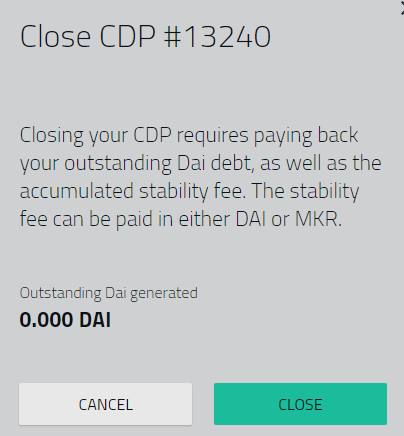 Close CDP #13240
Closing your CDP requires paying back
your outstanding Dai debt, as well as the
accumulated stability fee. The stability
fee can be paid in either DAI or MKR.
Outstanding Dai generated
0.000 DAI
CANCEL
CLOSE